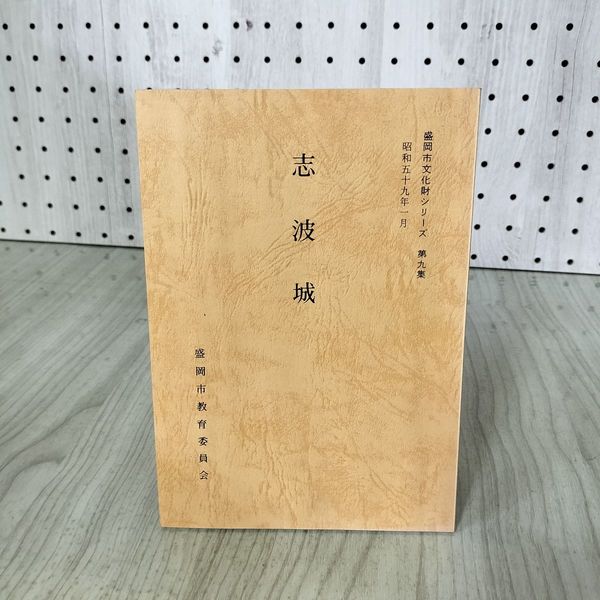 盛岡市文化財シリーズ 第九集
昭和五十九年一月
志波城
盛岡市教育委員会